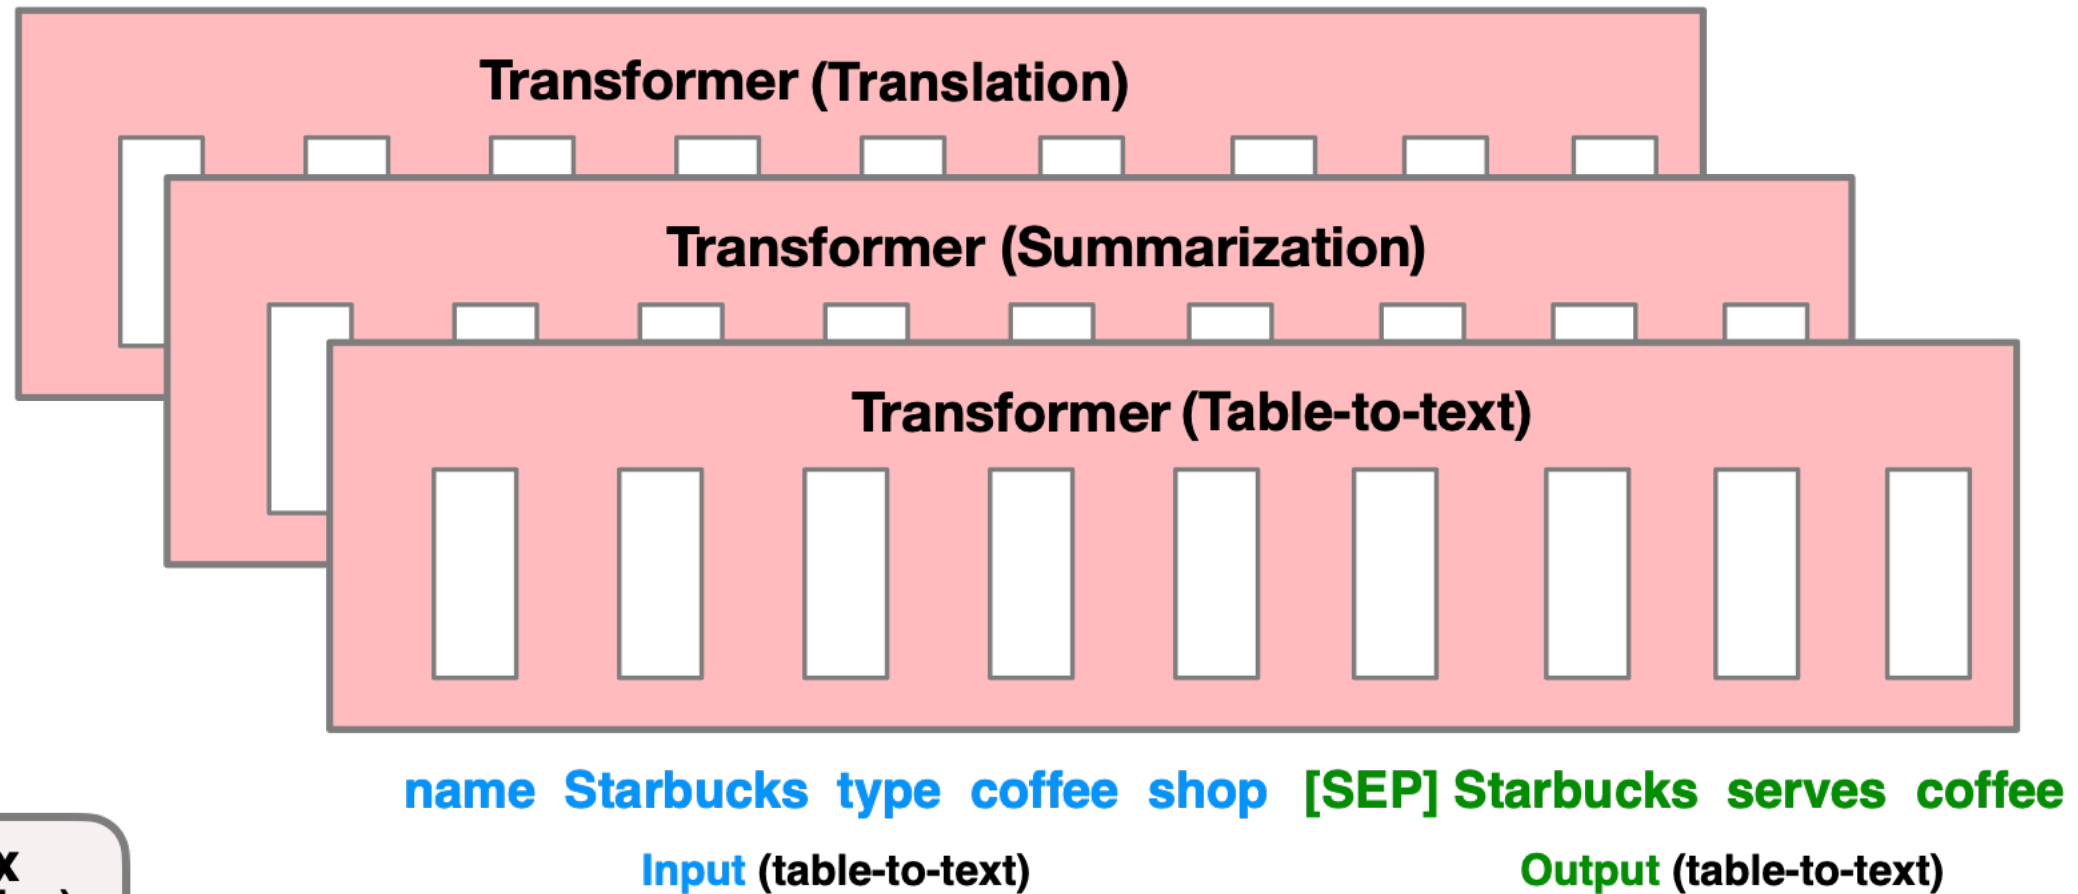 Transformer (Translation)
Transformer (Summarization)
Transformer (Table-to-text)
name Starbucks type coffee shop [SEP] Starbucks serves coffee
Input (table-to-text) Output (table-to-text)
x